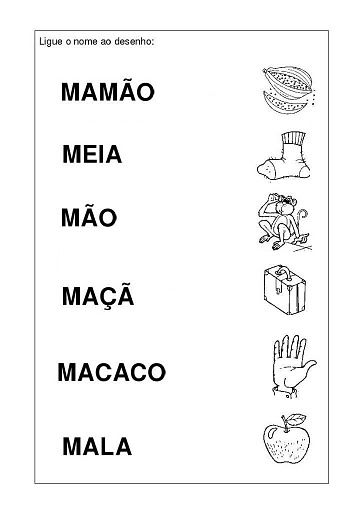 Ligue o nome ao desenho:
MAMÃO
MEIA
MÃO
MAÇÃ
MACACO
MALA